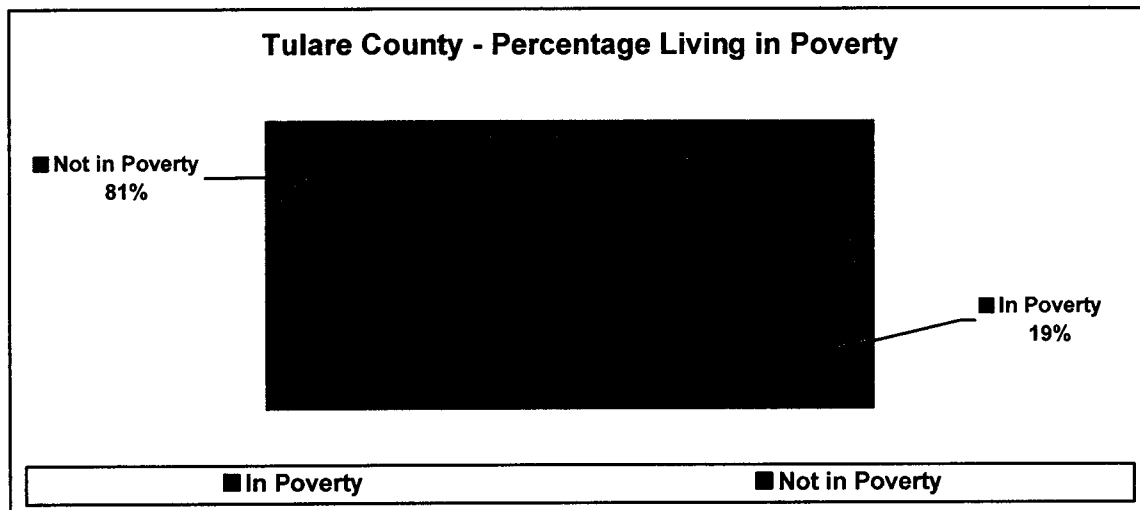 Tulare County - Percentage Living in Poverty
Not in Poverty
81%
In Poverty
19%
In Poverty
Not in Poverty